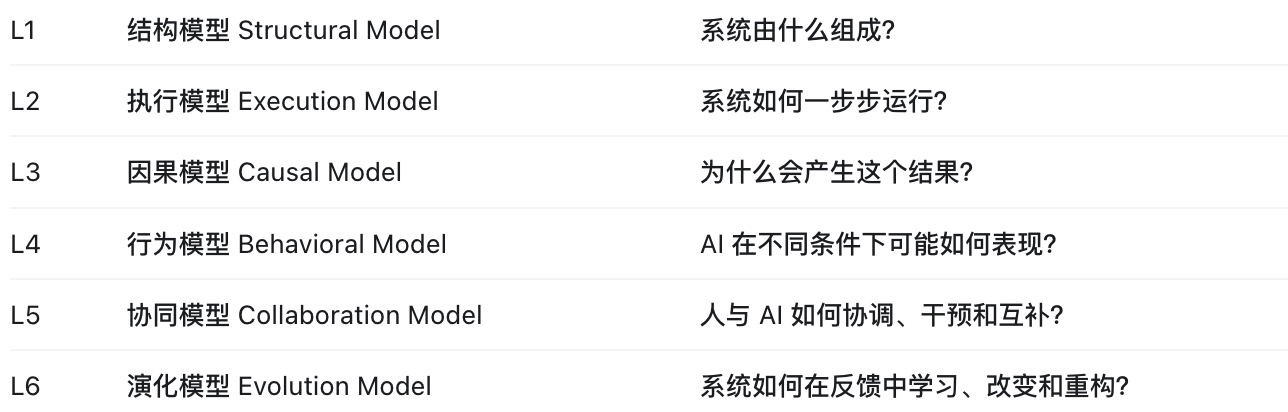 L1 结构模型 Structural Model 系统由什么组成?
L2 执行模型 Execution Model 系统如何一步步运行?
L3 因果模型 Causal Model 为什么会产生这个结果?
L4 行为模型 Behavioral Model AI 在不同条件下可能如何表现?
L5 协同模型 Collaboration Model 人与 AI 如何协调、干预和互补?
L6 演化模型 Evolution Model 系统如何在反馈中学习、改变和重构?